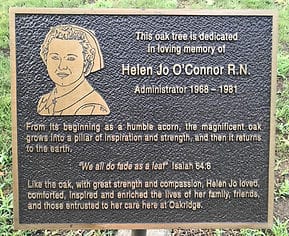 This oak tree is dedicated
In loving memory of
Helen Jo O'Connor R.N.
Administrator 1968 – 1981
From its beginning as a humble acorn, the magnificent oak
grows into a pillar of inspiration and strength, and then it returns
to the earth.
"We all do fade as a leaf" Isaiah 64:6
Like the oak, with great strength and compassion, Helen Jo loved,
comforted, inspired and enriched the lives of her family, friends,
and those entrusted to her care here at Oakridge.